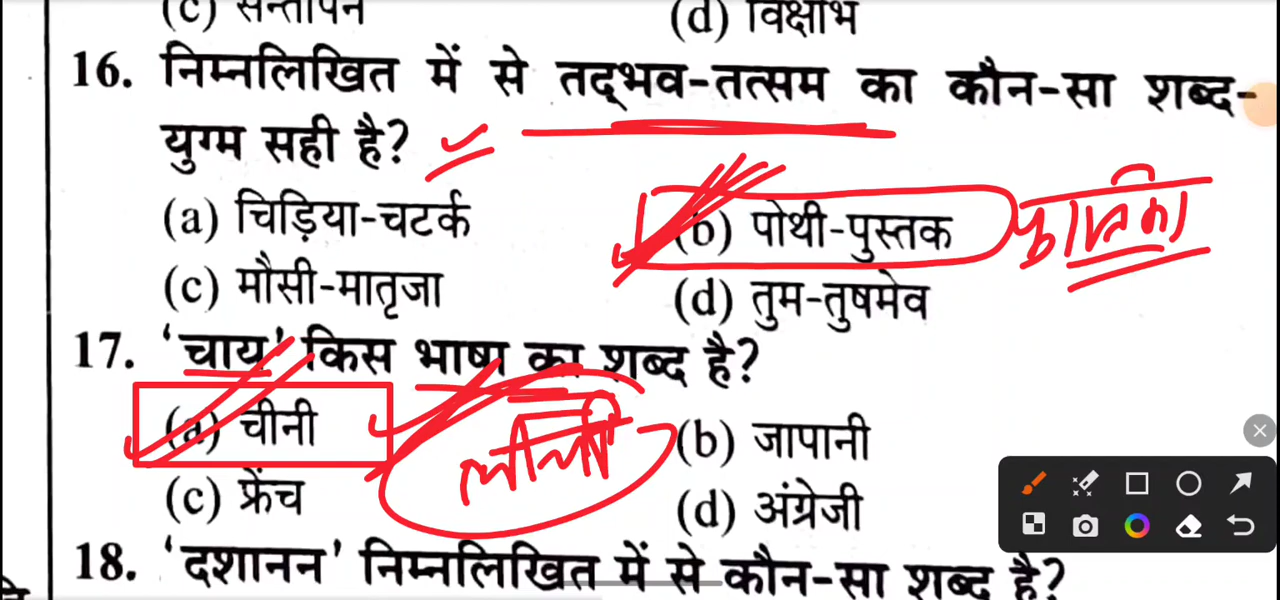 (c) सन्तापन (d) विक्षोभ
16. निम्नलिखित में से तद्‌भव-तत्सम का कौन-सा शब्द-
युग्म सही है?
(a) चिड़िया-चटर्क (b) पोथी-पुस्तक
(c) मौसी-मातृजा (d) तुम-तुषमेव
17. 'चाय' किस भाषा का शब्द है?
(a) चीनी (b) जापानी
लीची
(c) फ्रेंच (d) अंग्रेजी
18. 'दशानन' निम्नलिखित में से कौन-सा शब्द है?